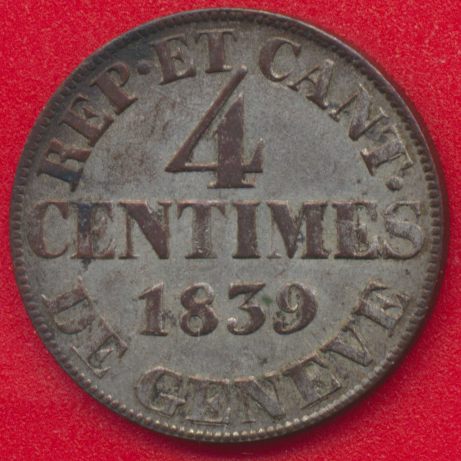 REP. ET CANT.
4
CENTIMES
1839
DE GENEVE